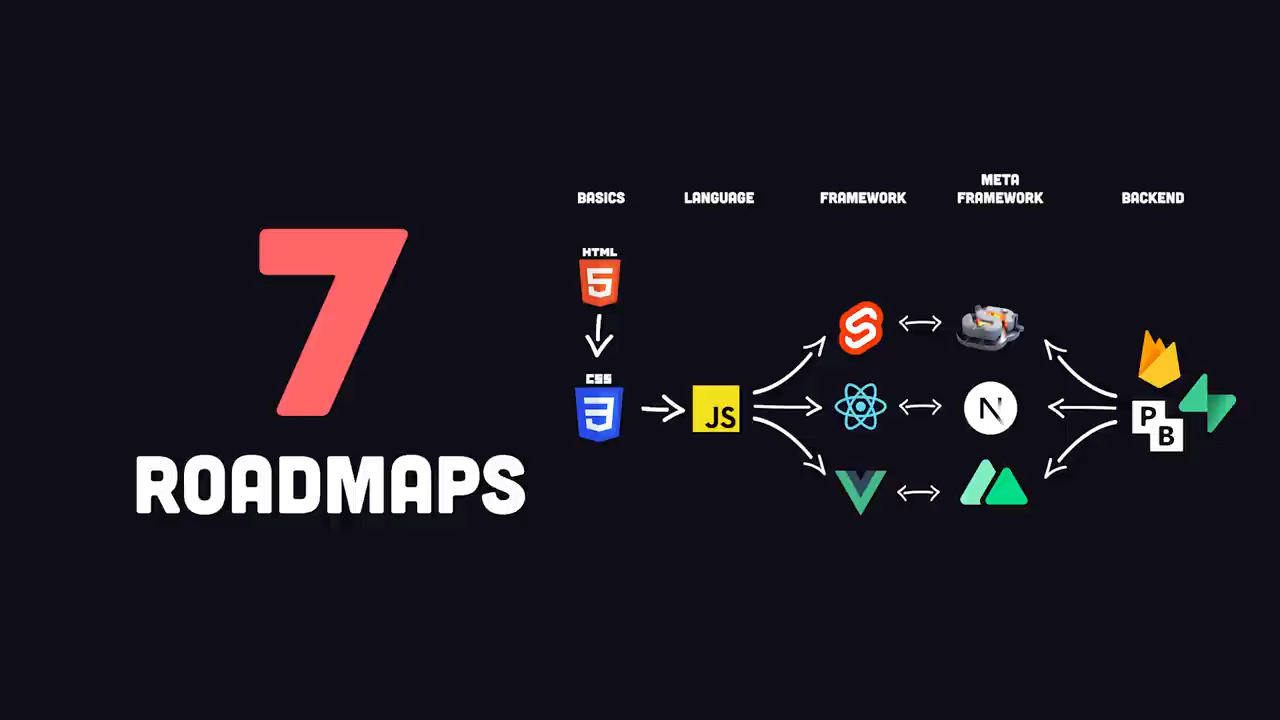 7
ROADMAPS
BASICS
LANGUAGE
FRAMEWORK
META
FRAMEWORK
BACKEND
HTML
5
CSS
3
JS
S
N
P
B